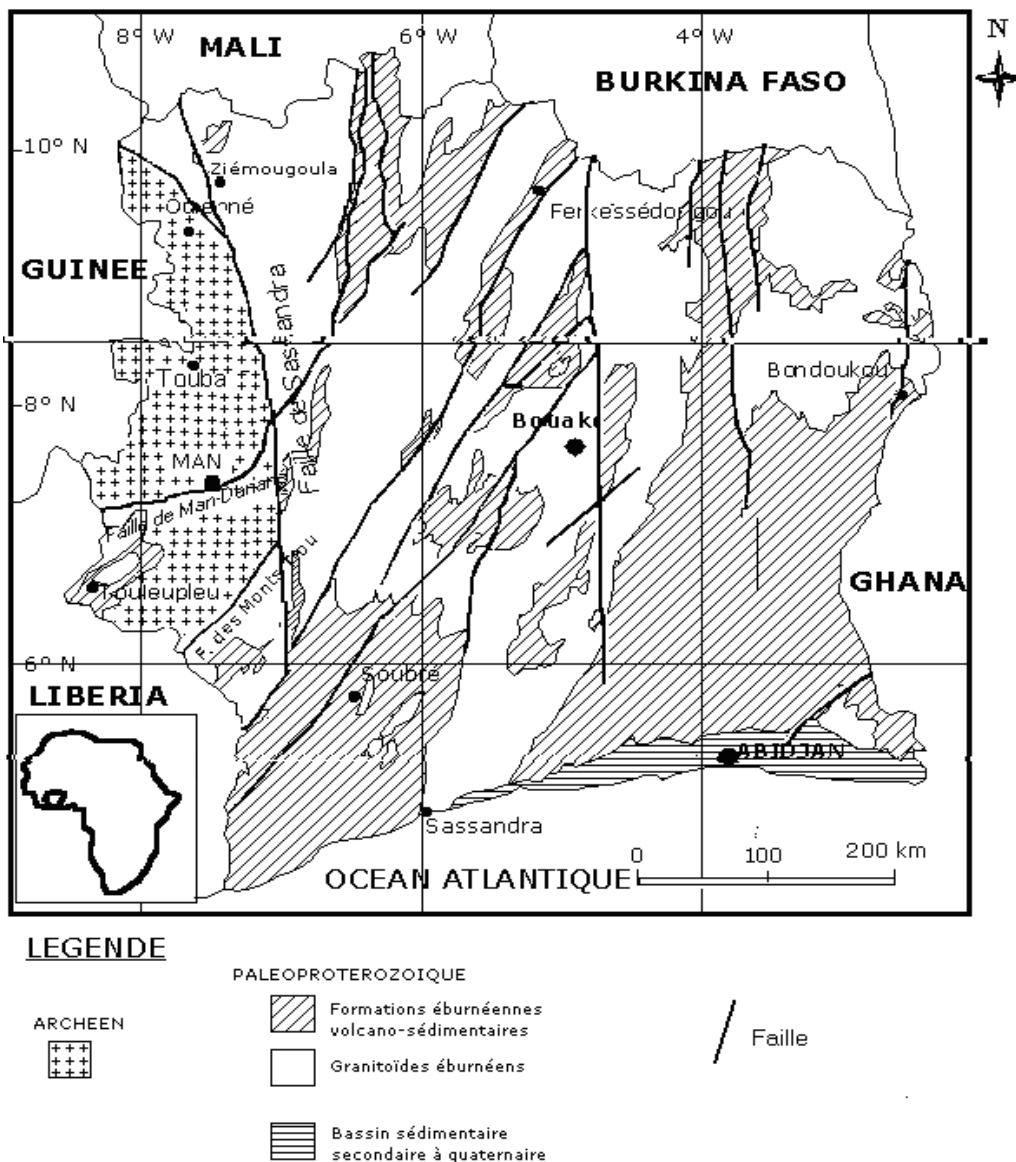 8° W
6° W
4° W
N
MALI
BURKINA FASO
10° N
Ziémougoula
Odienné
Ferkessédougou
GUINEE
Faille de Sassandra
Touba
Bondoukou
8° N
Bouaké
MAN
Faille de Man-Danané
Touleupleu
F. des Monts Trou
GHANA
6° N
Soubré
LIBERIA
ABIDJAN
Sassandra
0
100
200 km
OCEAN ATLANTIQUE
LEGENDE
PALEOPROTEROZOIQUE
ARCHEEN
Formations éburnéennes
volcano-sédimentaires
Faille
Granitoïdes éburnéens
Bassin sédimentaire
secondaire à quaternaire